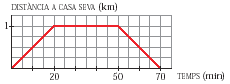 DISTÀNCIA A CASA SEVA (km)
1
20 50 70 TEMPS (min)